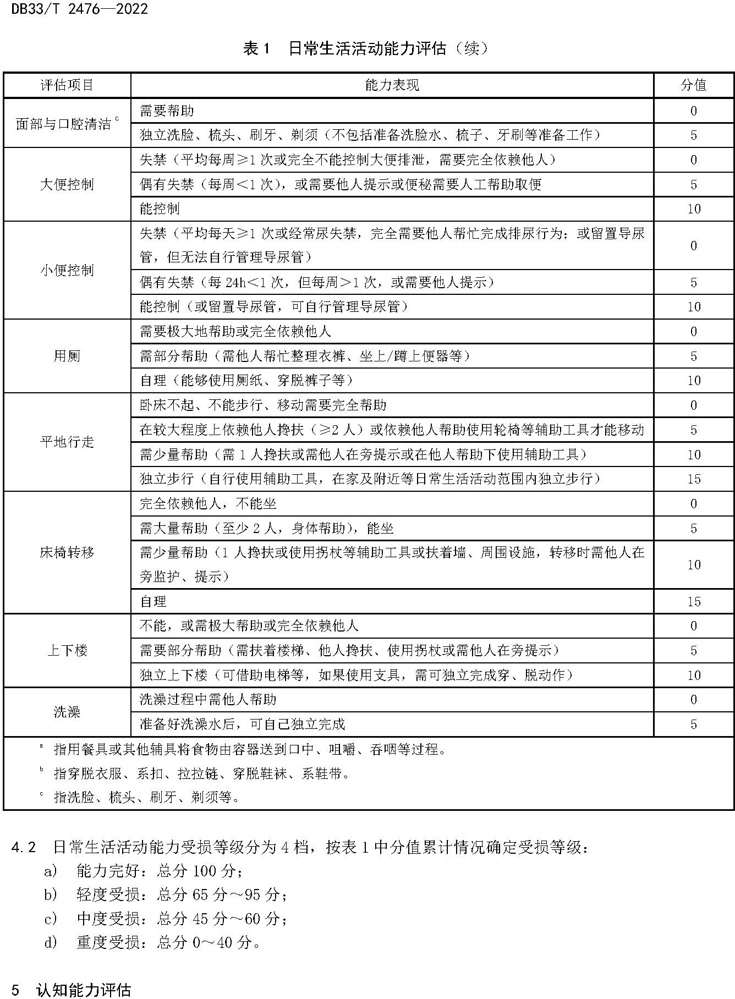 DB33/T 2476—2022
表 1 日常生活活动能力评估（续）
评估项目 能力表现 分值
面部与口腔清洁c
需要帮助 0
独立洗脸、梳头、刷牙、剃须（不包括准备洗脸水、梳子、牙刷等准备工作） 5
大便控制
失禁（平均每周≥1 次或完全不能控制大便排泄，需要完全依赖他人） 0
偶有失禁（每周＜1 次），或需要他人提示或便秘需要人工帮助取便 5
能控制 10
小便控制
失禁（平均每天≥1 次或经常尿失禁，完全需要他人帮忙完成排尿行为；或留置导尿
管，但无法自行管理导尿管） 0
偶有失禁（每 24h＜1 次，但每周＞1 次，或需要他人提示） 5
能控制（或留置导尿管，可自行管理导尿管） 10
用厕
需要极大地帮助或完全依赖他人 0
需部分帮助（需他人帮忙整理衣裤、坐上/蹲上便器等） 5
自理（能够使用厕纸、穿脱裤子等） 10
平地行走
卧床不起、不能步行、移动需要完全帮助 0
在较大程度上依赖他人搀扶（≥2 人）或依赖他人帮助使用轮椅等辅助工具才能移动 5
需少量帮助（需 1 人搀扶或需他人在旁提示或在他人帮助下使用辅助工具） 10
独立步行（自行使用辅助工具，在家及附近等日常生活活动范围内独立步行） 15
床椅转移
完全依赖他人，不能坐 0
需大量帮助（至少 2 人，身体帮助），能坐 5
需少量帮助（1 人搀扶或使用拐杖等辅助工具或扶着墙、周围设施，转移时需他人在
旁监护、提示） 10
自理 15
上下楼
不能，或需极大帮助或完全依赖他人 0
需要部分帮助（需扶着楼梯、他人搀扶、使用拐杖或需他人在旁提示） 5
独立上下楼（可借助电梯等，如果使用支具，需可独立完成穿、脱动作） 10
洗澡
洗澡过程中需他人帮助 0
准备好洗澡水后，可自己独立完成 5
a 指用餐具或其他辅具将食物由容器送到口中、咀嚼、吞咽等过程。
b 指穿脱衣服、系扣、拉拉链、穿脱鞋袜、系鞋带。
c 指洗脸、梳头、刷牙、剃须等。
4.2 日常生活活动能力受损等级分为 4 档，按表 1 中分值累计情况确定受损等级：
a) 能力完好：总分 100 分；
b) 轻度受损：总分 65 分～95 分；
c) 中度受损：总分 45 分～60 分；
d) 重度受损：总分 0～40 分。
5 认知能力评估